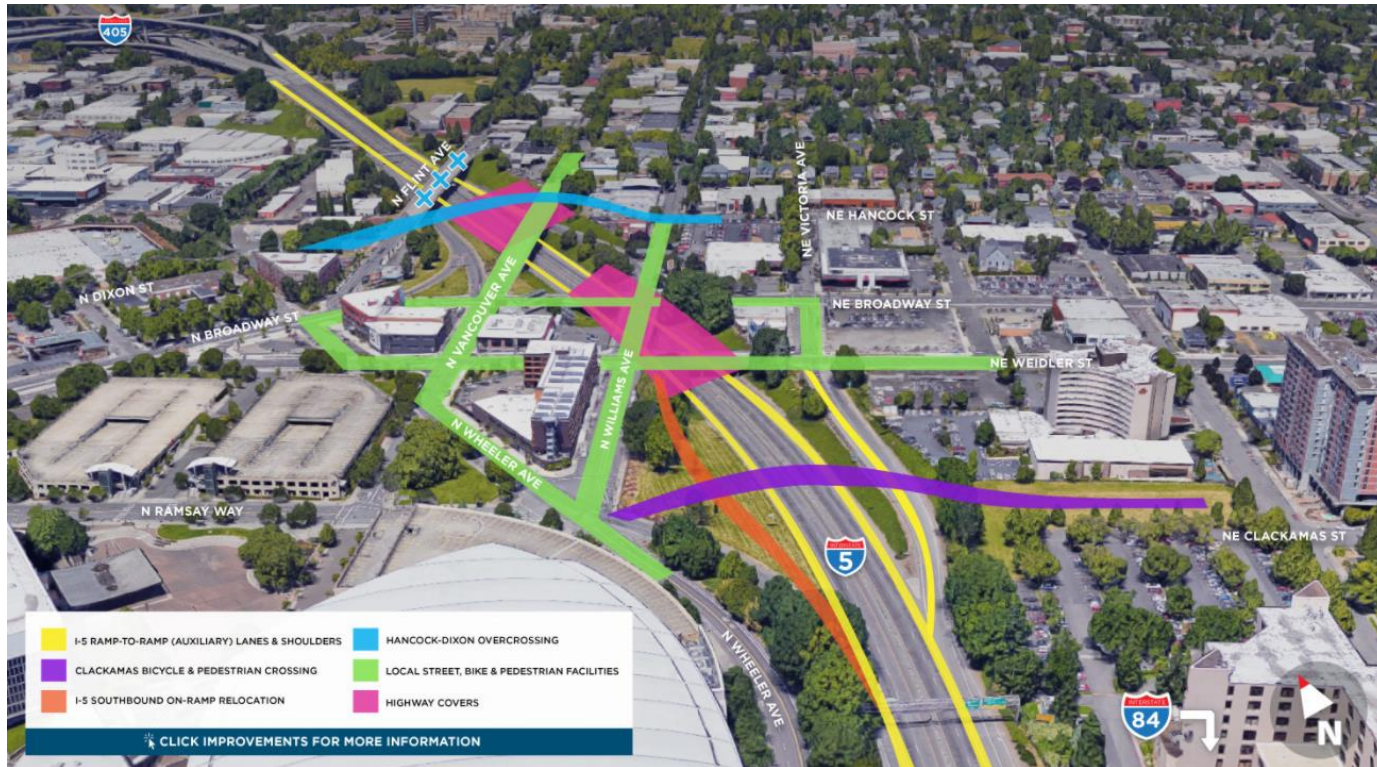 405
N FLINT AVE
NE VICTORIA AVE
NE HANCOCK ST
N DIXON ST
N VANCOUVER AVE
NE BROADWAY ST
N BROADWAY ST
NE WEIDLER ST
N WILLIAMS AVE
N WHEELER AVE
N RAMSAY WAY
NE CLACKAMAS ST
INTERSTATE
5
N WHEELER AVE
INTERSTATE
84
N
I-5 RAMP-TO-RAMP (AUXILIARY) LANES & SHOULDERS
CLACKAMAS BICYCLE & PEDESTRIAN CROSSING
I-5 SOUTHBOUND ON-RAMP RELOCATION
HANCOCK-DIXON OVERCROSSING
LOCAL STREET, BIKE & PEDESTRIAN FACILITIES
HIGHWAY COVERS
CLICK IMPROVEMENTS FOR MORE INFORMATION